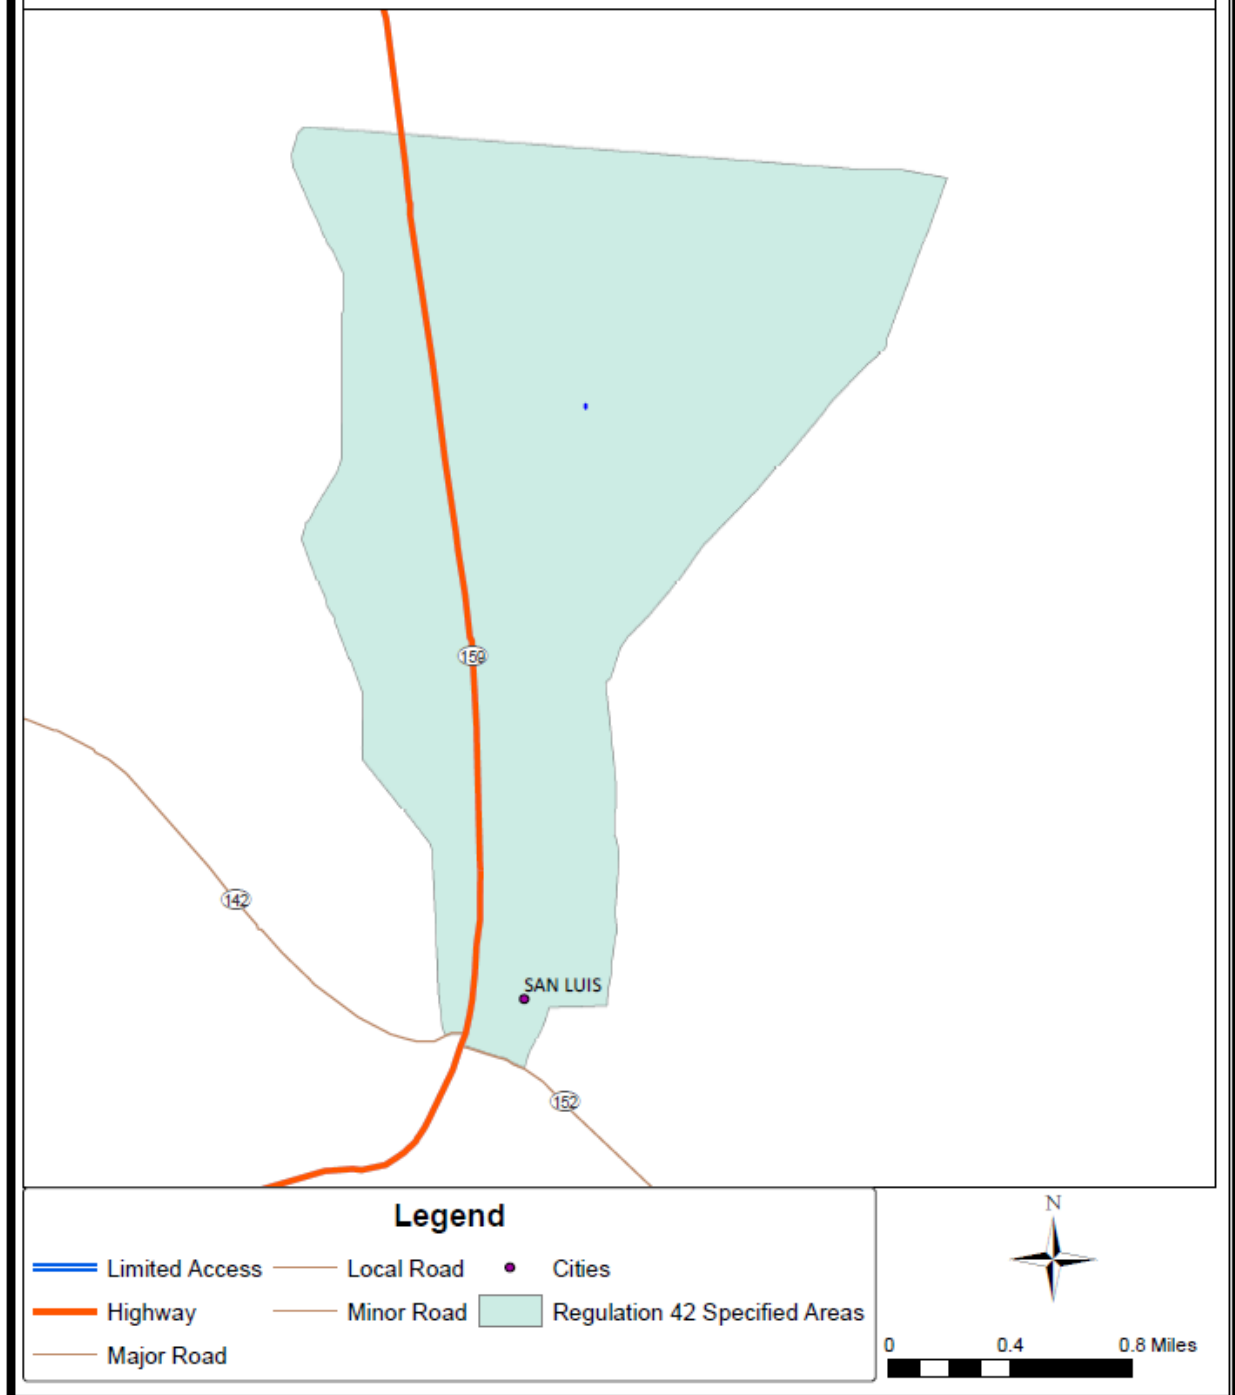 159
142
SAN LUIS
152
Legend
N
Limited Access
Local Road
Cities
Highway
Minor Road
Regulation 42 Specified Areas
Major Road
0 0.4 0.8 Miles